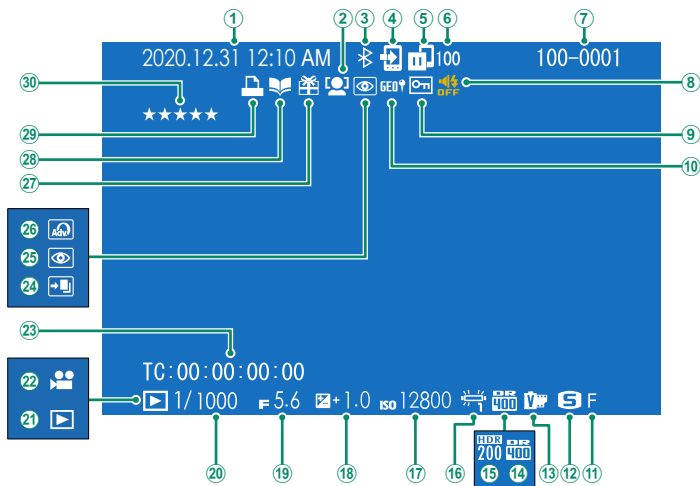 ① ② ③ ④ ⑤ ⑥ ⑦
2020.12.31 12:10 AM 100 100-0001
㉚ GEO OFF ⑧
★★★★★
㉙ ⑨
㉘ ⑩
㉗
㉖ Adv.
㉕
㉔
㉓
TC:00:00:00:00
㉒
1/1000 F 5.6 +1.0 ISO 12800 1 DR 400 V S F
㉑
HDR 200 DR 400
⑳ ⑲ ⑱ ⑰ ⑯ ⑮ ⑭ ⑬ ⑫ ⑪